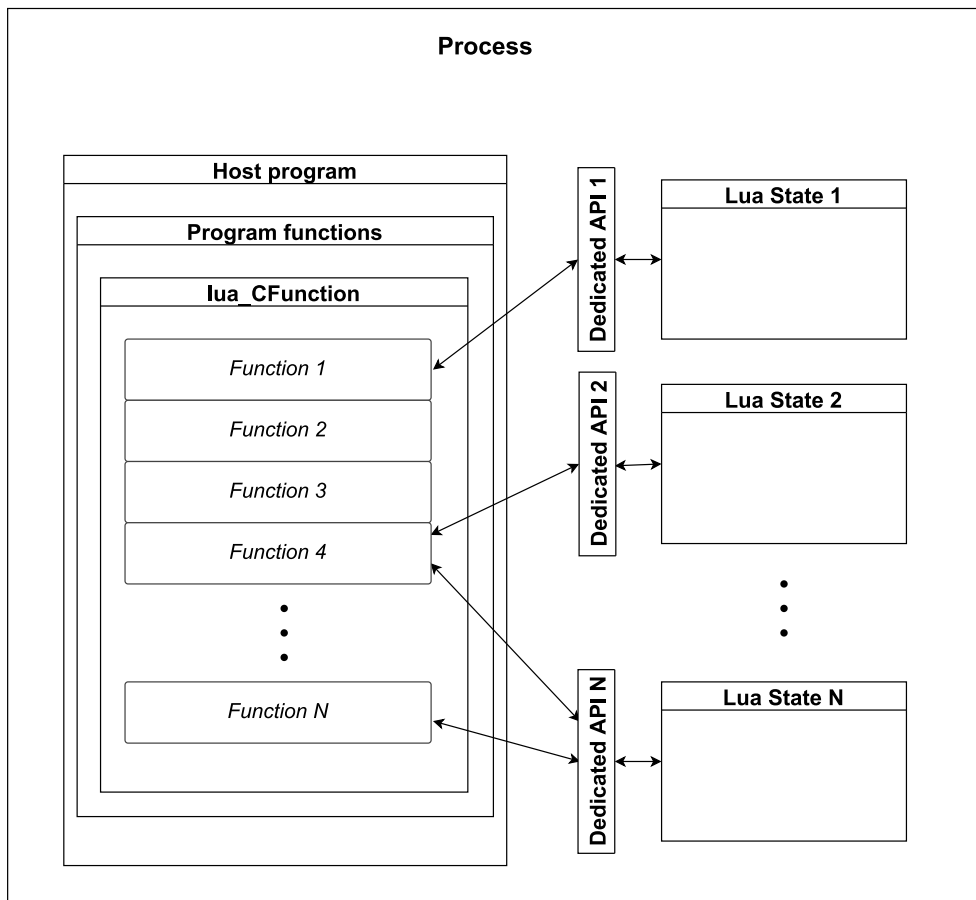 Process
Host program
Program functions
lua_CFunction
Function 1
Function 2
Function 3
Function 4
Function N
Dedicated API 1
Lua State 1
Dedicated API 2
Lua State 2
Dedicated API N
Lua State N